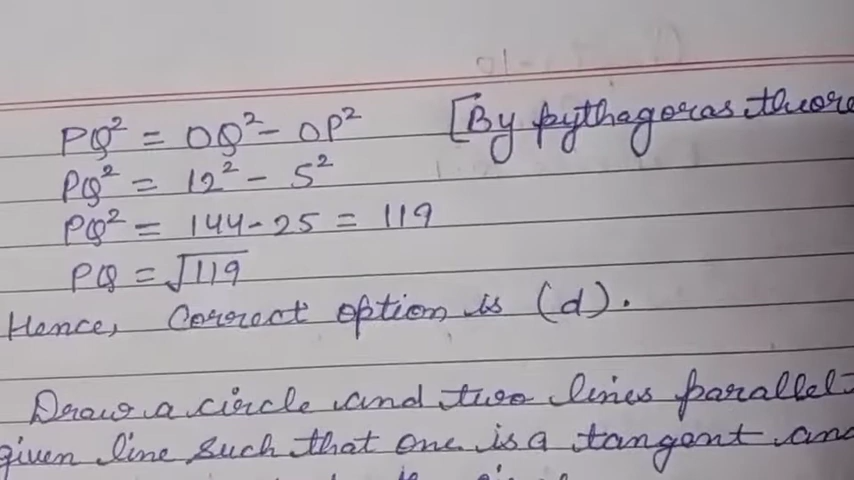 PQ² = OQ² - OP² [By pythagoras theore
PQ² = 12² - 5²
PQ² = 144 - 25 = 119
PQ = √119
Hence, Correct option is (d).
Draw a circle and two lines parallel
given line such that one is a tangent and